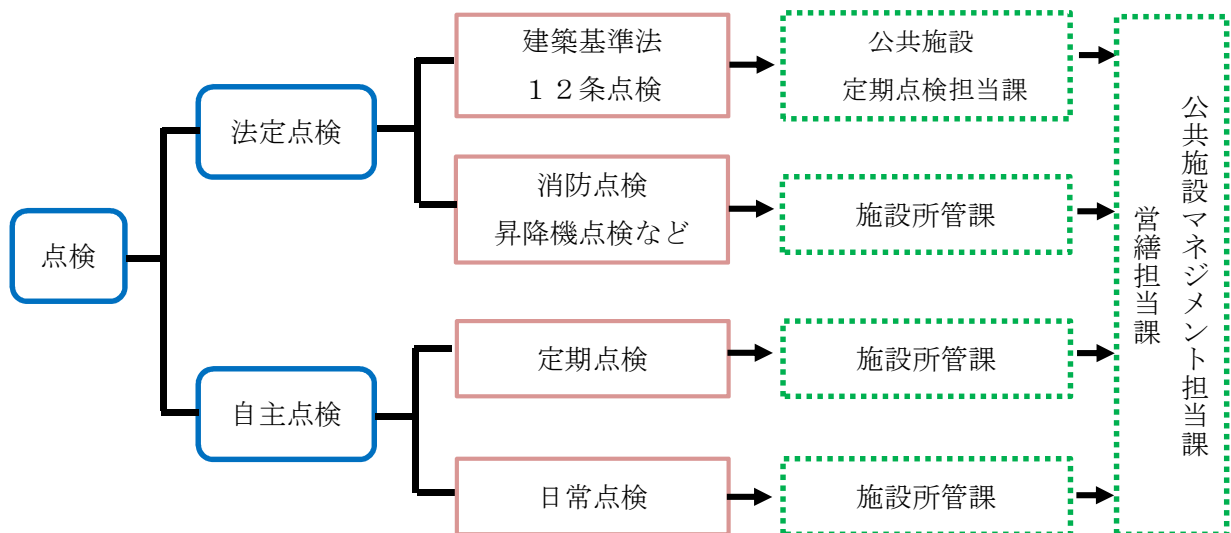 点検
法定点検
建築基準法
１２条点検
公共施設
定期点検担当課
消防点検
昇降機点検など
施設所管課
自主点検
定期点検
施設所管課
日常点検
施設所管課
公共施設マネジメント担当課
営繕担当課